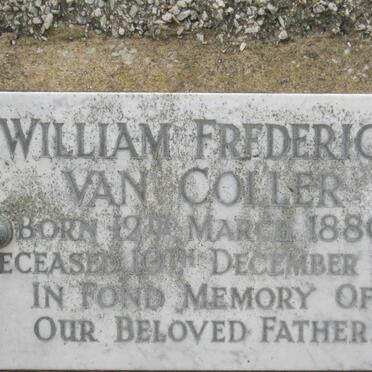 WILLIAM FREDERIC
VAN COLLER
BORN 12TH MARCH 188
ECEASED 10TH DECEMBER
IN FOND MEMORY OF
OUR BELOVED FATHER.